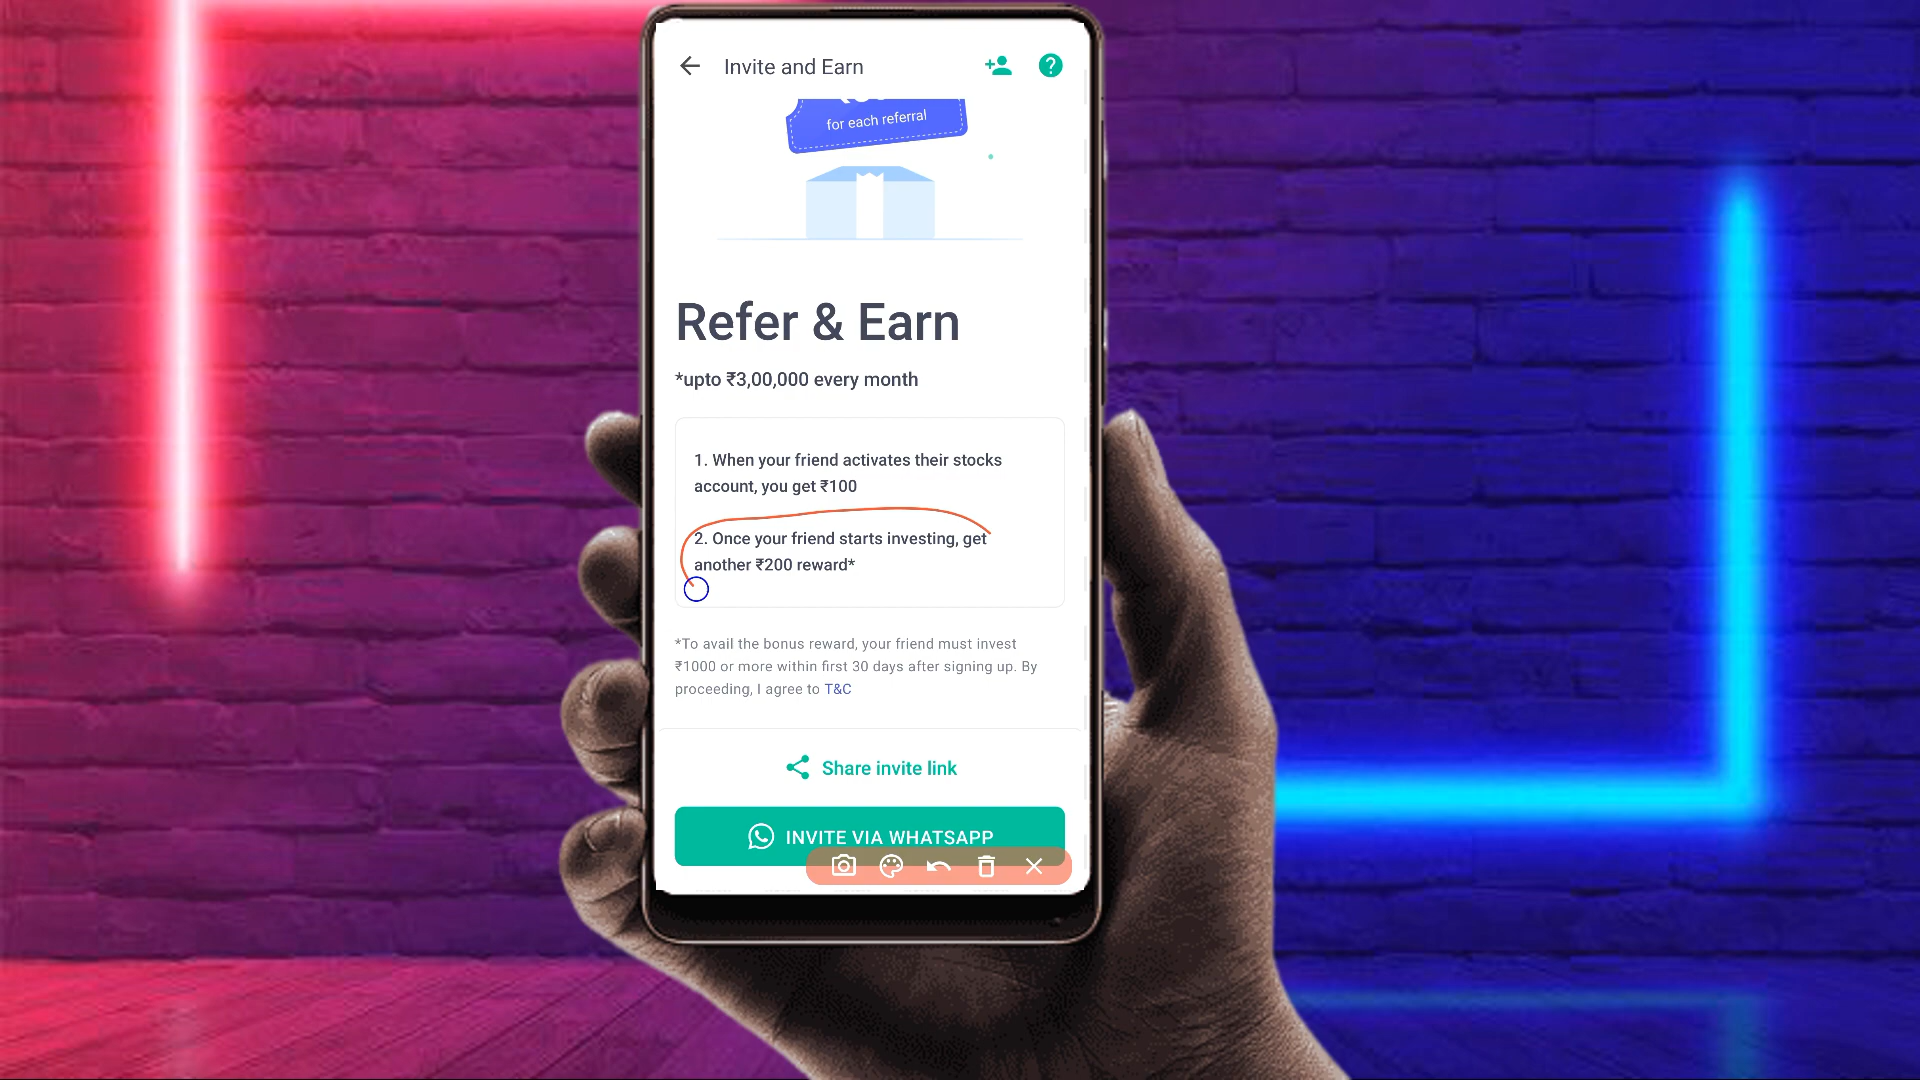 Invite and Earn
for each referral
Refer & Earn
*upto ₹3,00,000 every month
1. When your friend activates their stocks
account, you get ₹100
2. Once your friend starts investing, get
another ₹200 reward*
*To avail the bonus reward, your friend must invest
₹1000 or more within first 30 days after signing up. By
proceeding, I agree to T&C
Share invite link
INVITE VIA WHATSAPP